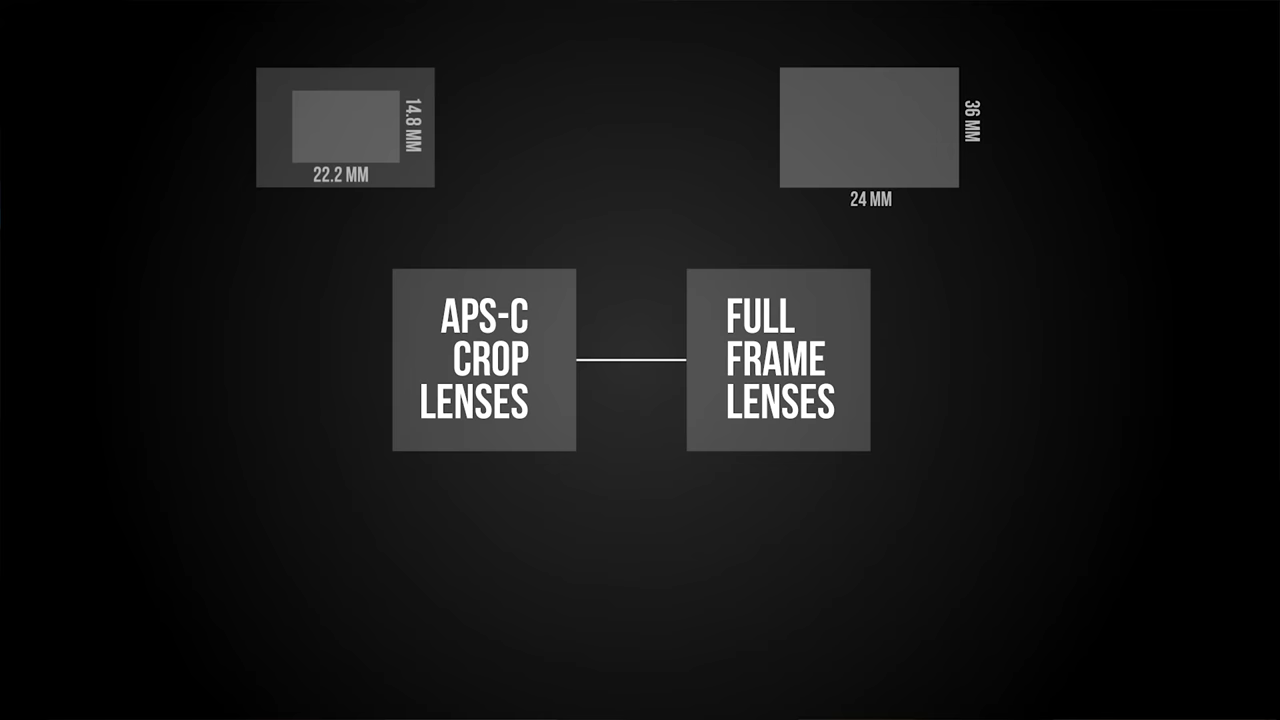 14.8 MM
22.2 MM
36 MM
24 MM
APS-C
CROP
LENSES
FULL
FRAME
LENSES